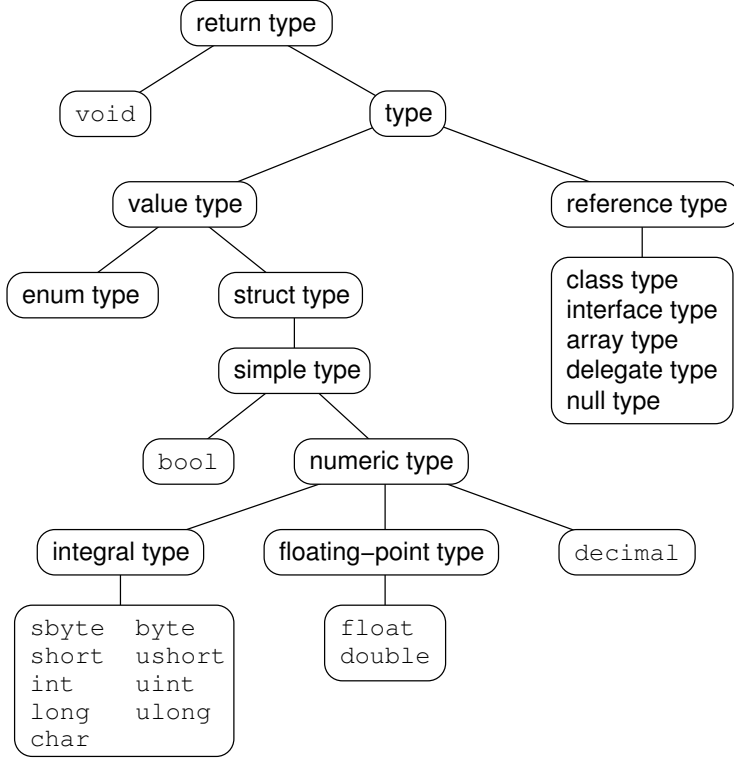 return type
void
type
value type
reference type
enum type
struct type
class type
interface type
array type
delegate type
null type
simple type
bool
numeric type
integral type
floating−point type
decimal
sbyte byte
short ushort
int uint
long ulong
char
float
double